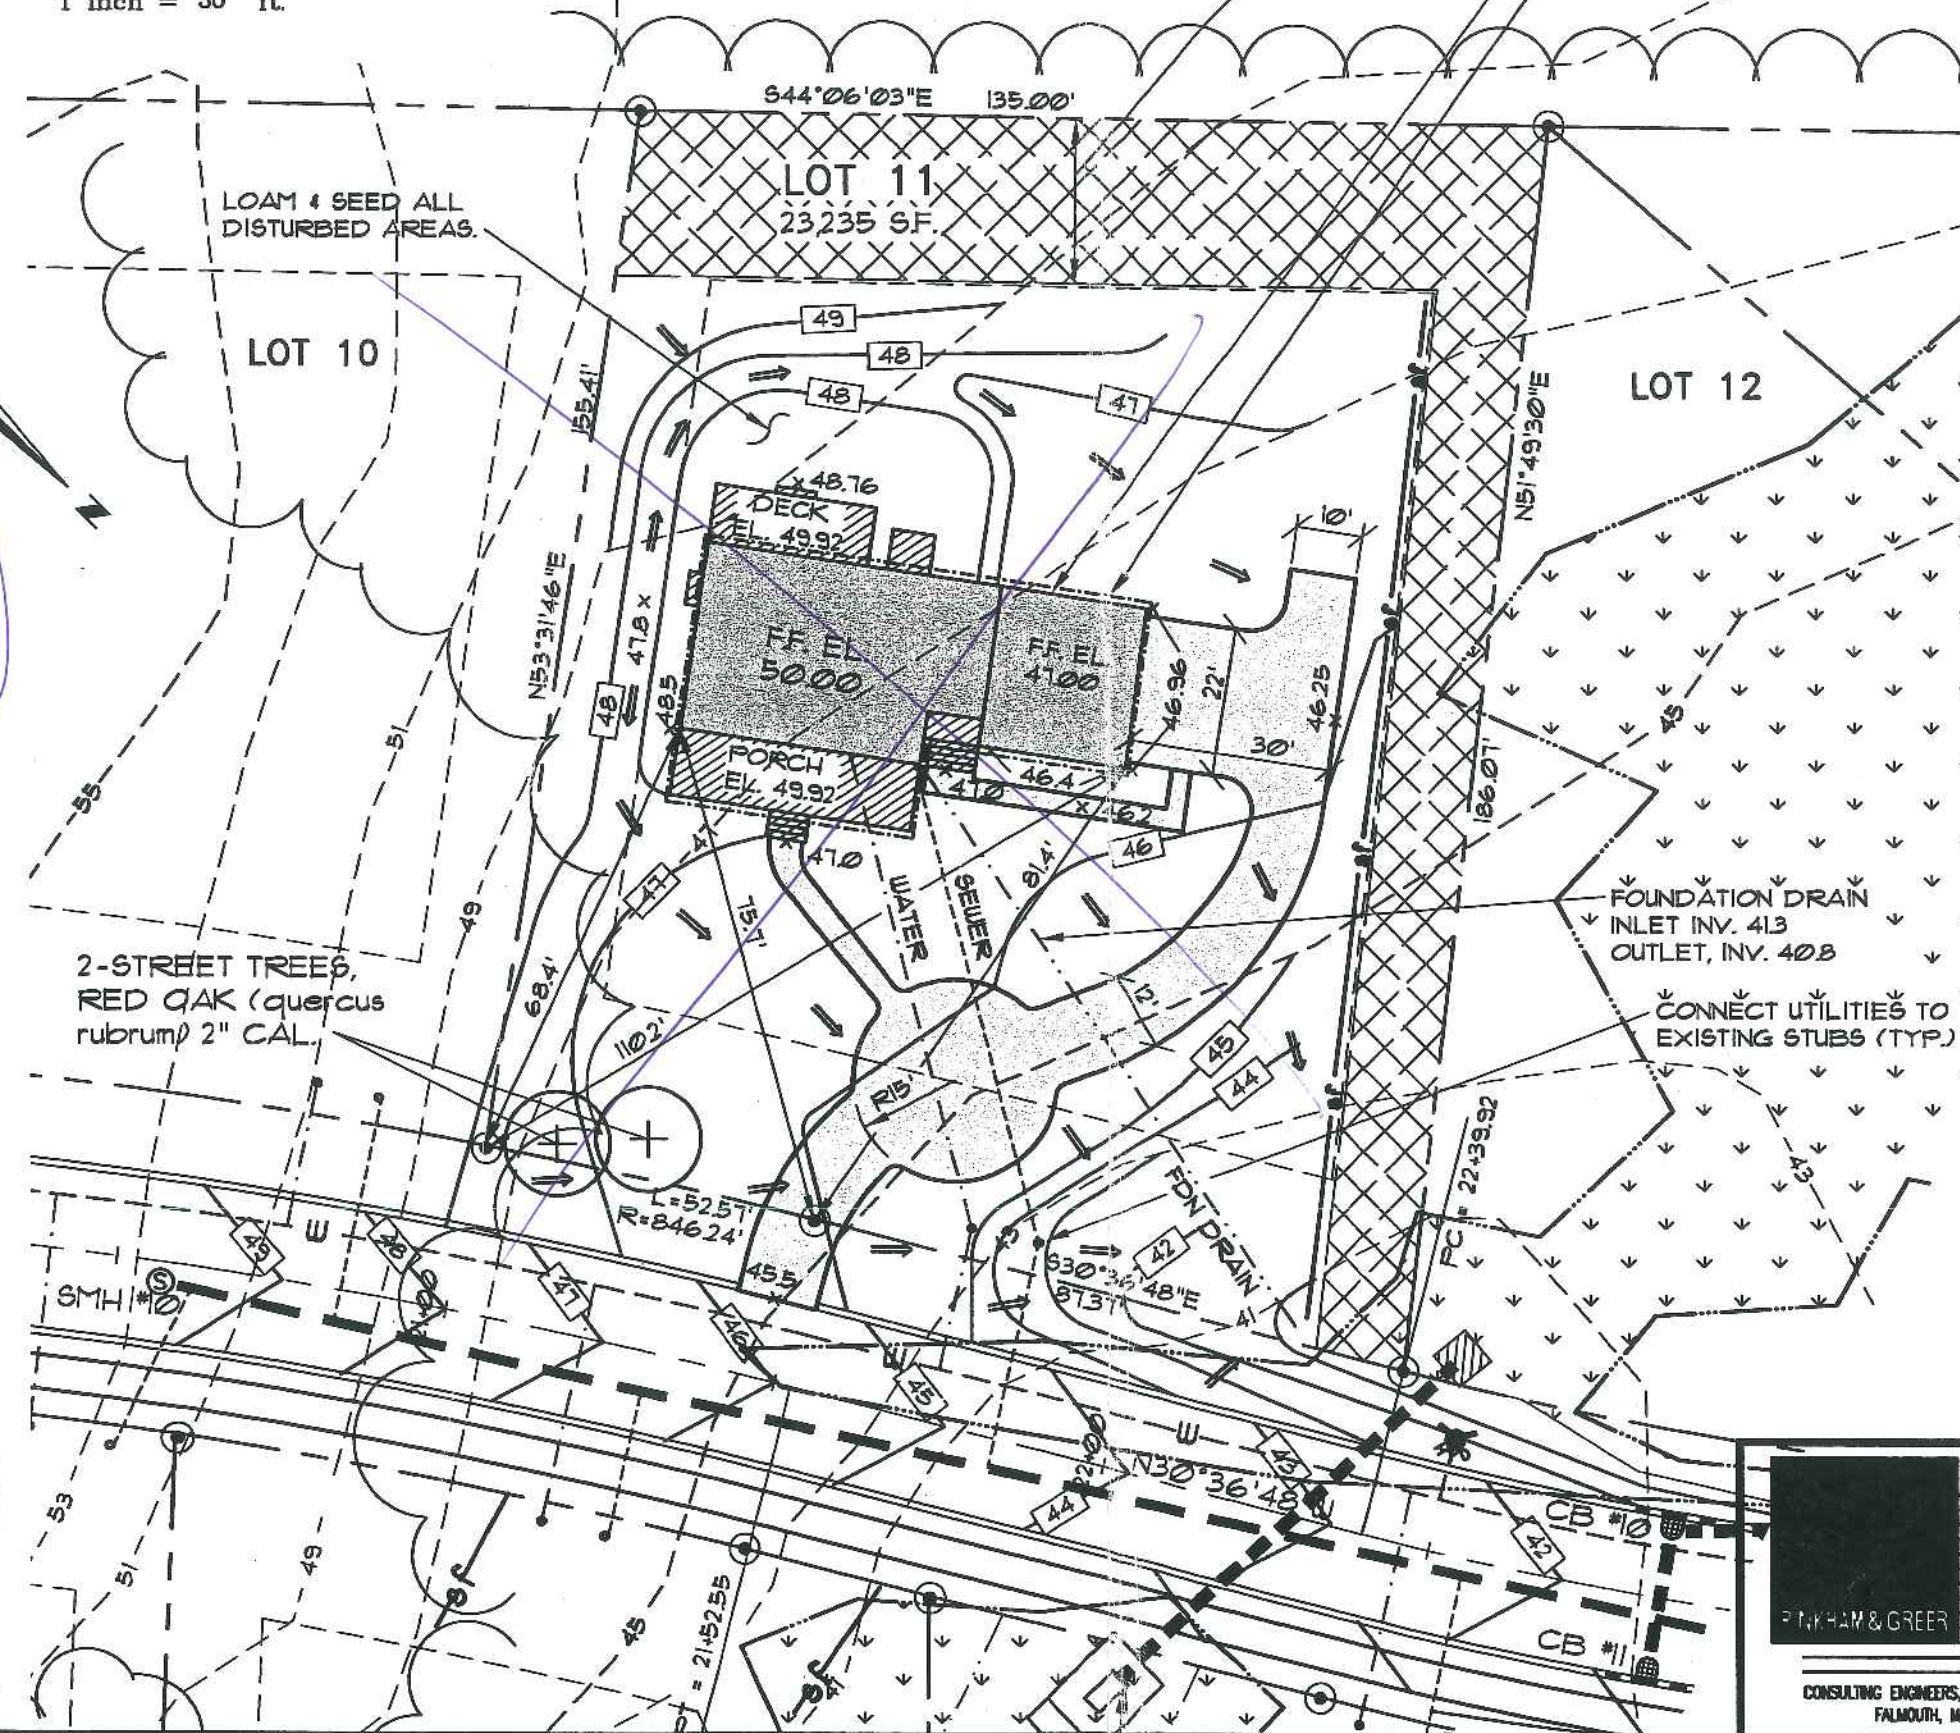 1 inch = 30 ft.
S44°06'03"E 135.00'
LOT 11
23,235 S.F.
LOAM & SEED ALL
DISTURBED AREAS.
LOT 10
LOT 12
49
48
48
47
155.41'
N53°31'46"E
N51°49'30"E
186.07'
×48.76
DECK
EL. 49.92
10'
47.8 ×
F.F. EL
50.00
F.F. EL
47.00
48
48.5
46.96
22'
46.25
30'
PORCH
EL. 49.92
46.4
47.0
46.2
46
47.0
47
51
55
45
49
WATER
SEWER
81.4'
75.7'
68.4'
110.2'
FOUNDATION DRAIN
INLET INV. 41.3
OUTLET, INV. 40.8
2-STREET TREES,
RED OAK (quercus
rubrum) 2" CAL.
CONNECT UTILITIES TO
EXISTING STUBS (TYP.)
12'
R15'
45
44
43
L=52.57'
R=846.24'
FDN DRAIN
42
S30°36'48"E
87.37'
41
PC = 22+39.92
45.5
SMH #10
S
49
48
47
46
45
E
E
E
22+00
N30°36'48"
43
44
42
CB #10
CB #11
53
51
49
45
sf
sf
= 21+52.55
PINKHAM & GREER
CONSULTING ENGINEERS,
FALMOUTH,